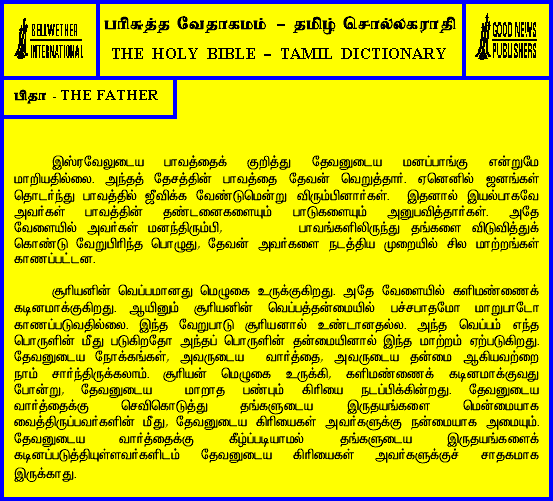 BELLWETHER
INTERNATIONAL
பரிசுத்த வேதாகமம் – தமிழ் சொல்லகராதி
THE HOLY BIBLE – TAMIL DICTIONARY
GOOD NEWS
PUBLISHERS
பிதா - THE FATHER
இஸ்ரவேலுடைய பாவத்தைக் குறித்து தேவனுடைய மனப்பாங்கு என்றுமே
மாறியதில்லை. அந்தத் தேசத்தின் பாவத்தை தேவன் வெறுத்தார். ஏனெனில் ஜனங்கள்
தொடர்ந்து பாவத்தில் ஜீவிக்க வேண்டுமென்று விரும்பினார்கள். இதனால் இயல்பாகவே
அவர்கள் பாவத்தின் தண்டனைகளையும் பாடுகளையும் அனுபவித்தார்கள். அதே
வேளையில் அவர்கள் மனந்திரும்பி, பாவங்களிலிருந்து தங்களை விடுவித்துக்
கொண்டு வேறுபிரிந்த பொழுது, தேவன் அவர்களை நடத்திய முறையில் சில மாற்றங்கள்
காணப்பட்டன.
சூரியனின் வெப்பமானது மெழுகை உருக்குகிறது. அதே வேளையில் களிமண்ணைக்
கடினமாக்குகிறது. ஆயினும் சூரியனின் வெப்பத்தன்மையில் பச்சபாதமோ மாறுபாடோ
காணப்படுவதில்லை. இந்த வேறுபாடு சூரியனால் உண்டானதல்ல. அந்த வெப்பம் எந்த
பொருளின் மீது படுகிறதோ அந்தப் பொருளின் தன்மையினால் இந்த மாற்றம் ஏற்படுகிறது.
தேவனுடைய நோக்கங்கள், அவருடைய வார்த்தை, அவருடைய தன்மை ஆகியவற்றை
நாம் சார்ந்திருக்கலாம். சூரியன் மெழுகை உருக்கி, களிமண்ணைக் கடினமாக்குவது
போன்று, தேவனுடைய மாறாத பண்பும் கிரியை நடப்பிக்கின்றது. தேவனுடைய
வார்த்தைக்கு செவிகொடுத்து தங்களுடைய இருதயங்களை மென்மையாக
வைத்திருப்பவர்களின் மீது, தேவனுடைய கிரியைகள் அவர்களுக்கு நன்மையாக அமையும்.
தேவனுடைய வார்த்தைக்கு கீழ்ப்படியாமல் தங்களுடைய இருதயங்களைக்
கடினப்படுத்தியுள்ளவர்களிடம் தேவனுடைய கிரியைகள் அவர்களுக்குச் சாதகமாக
இருக்காது.